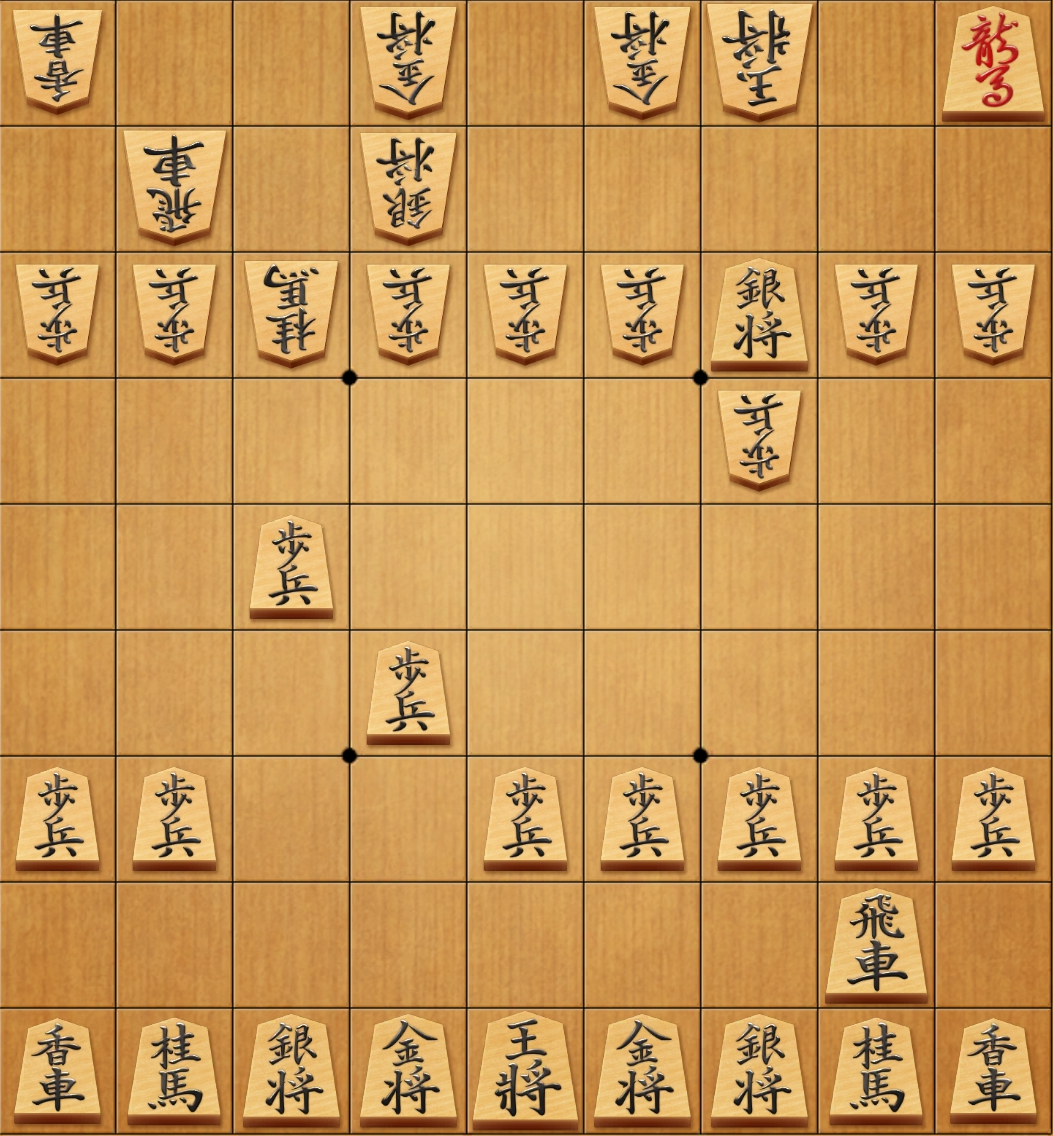 香車 金将 金将 王将 龍馬
飛車 銀将
歩兵 歩兵 桂馬 歩兵 歩兵 歩兵 銀将 歩兵 歩兵
歩兵
歩兵
歩兵
歩兵 歩兵 歩兵 歩兵 歩兵 歩兵 歩兵
飛車
香車 桂馬 銀将 金将 王将 金将 銀将 桂馬 香車